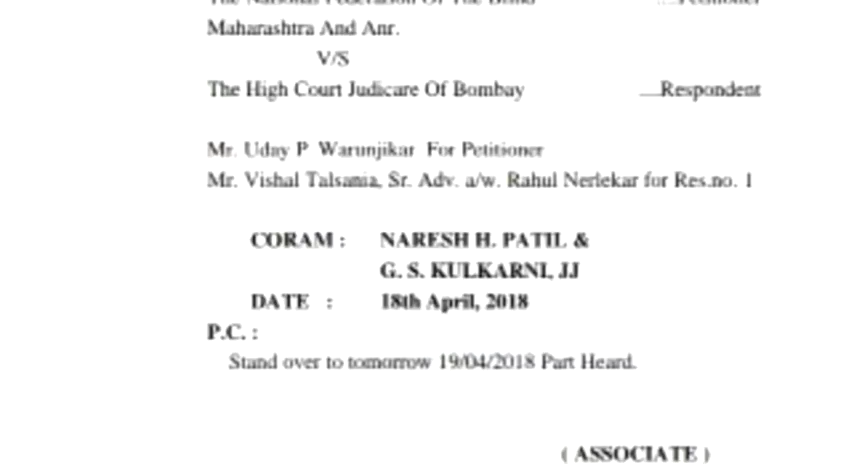 Maharashtra And Anr.
V/S
The High Court Judicare Of Bombay ...Respondent
Mr. Uday P Warunjikar For Petitioner
Mr. Vishal Talsania, Sr. Adv. a/w. Rahul Nerlekar for Res.no. 1
CORAM : NARESH H. PATIL &
G. S. KULKARNI, JJ
DATE : 18th April, 2018
P.C. :
Stand over to tomorrow 19/04/2018 Part Heard.
( ASSOCIATE )